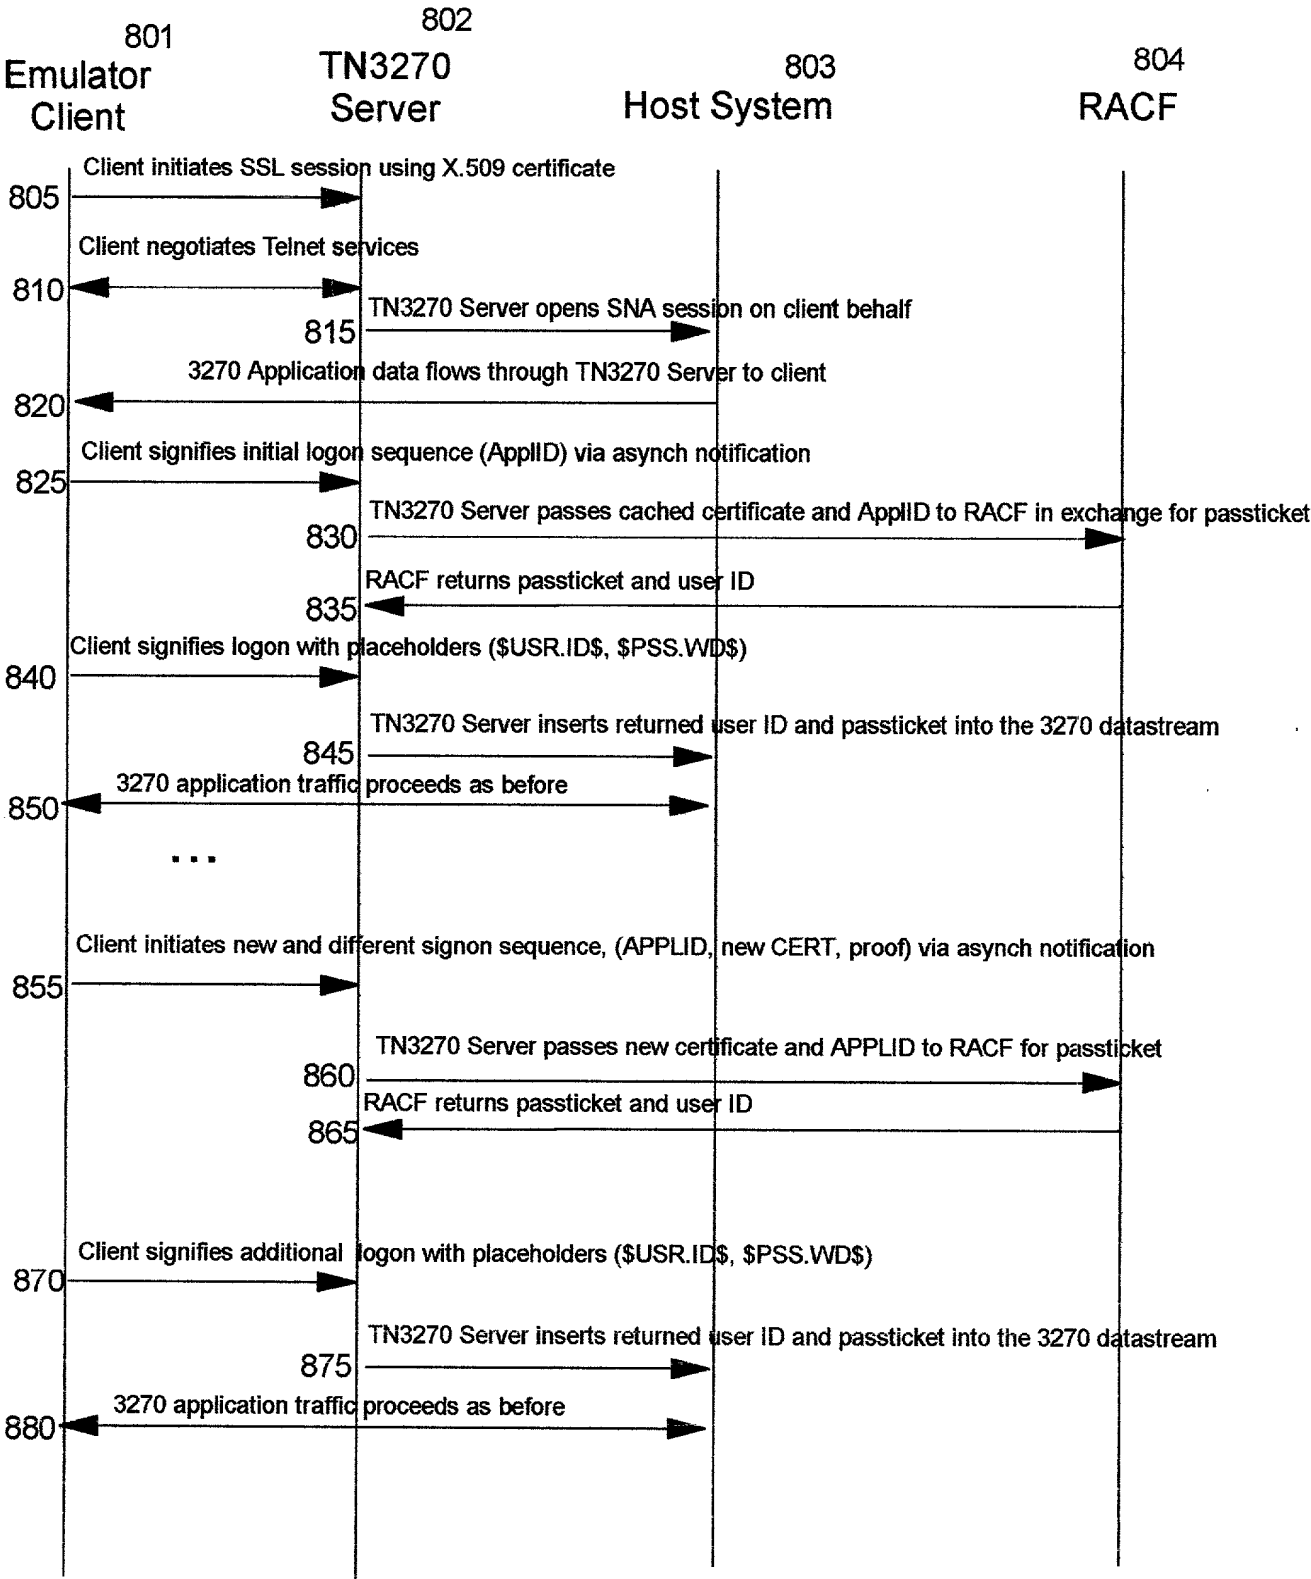 801
802
803
804
Emulator
Client
TN3270
Server
Host System
RACF
Client initiates SSL session using X.509 certificate
805
Client negotiates Telnet services
810
TN3270 Server opens SNA session on client behalf
815
3270 Application data flows through TN3270 Server to client
820
Client signifies initial logon sequence (ApplID) via asynch notification
825
TN3270 Server passes cached certificate and ApplID to RACF in exchange for passticket
830
RACF returns passticket and user ID
835
Client signifies logon with placeholders ($USR.ID$, $PSS.WD$)
840
TN3270 Server inserts returned user ID and passticket into the 3270 datastream
845
3270 application traffic proceeds as before
850
...
Client initiates new and different signon sequence, (APPLID, new CERT, proof) via asynch notification
855
TN3270 Server passes new certificate and APPLID to RACF for passticket
860
RACF returns passticket and user ID
865
Client signifies additional logon with placeholders ($USR.ID$, $PSS.WD$)
870
TN3270 Server inserts returned user ID and passticket into the 3270 datastream
875
3270 application traffic proceeds as before
880